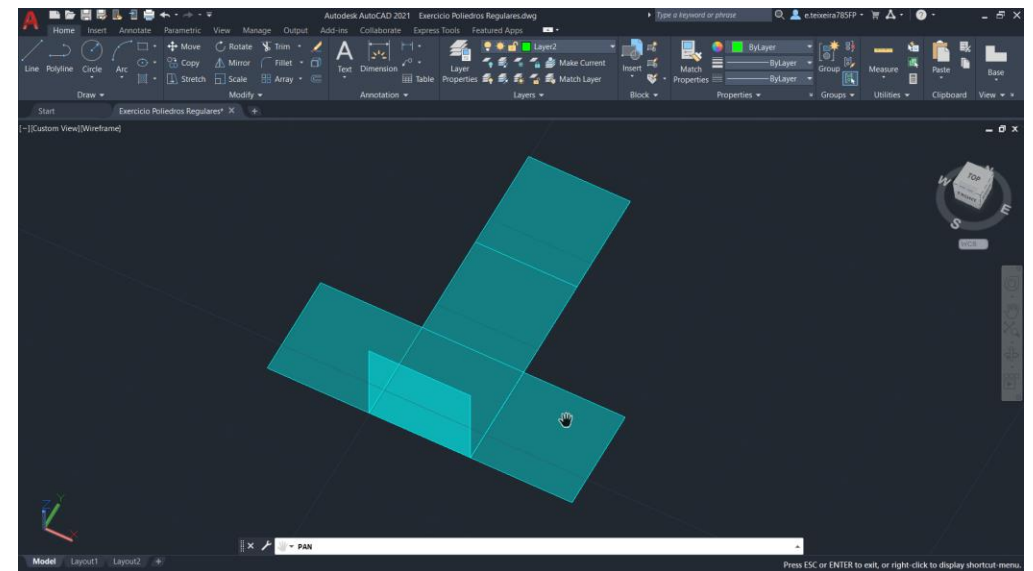 Autodesk AutoCAD 2021 Exercicio Poliedros Regulares.dwg Type a keyword or phrase e.teixeira785FP
Home Insert Annotate Parametric View Manage Output Add-ins Collaborate Express Tools Featured Apps
Line Polyline Circle Arc
Move Rotate Trim
Copy Mirror Fillet
Stretch Scale Array
Text Dimension
Table
Layer Properties
Layer2
Make Current
Match Layer
Insert
Match Properties
ByLayer
ByLayer
ByLayer
Group
Measure
Paste
Base
Draw Modify Annotation Layers Block Properties Groups Utilities Clipboard View
Start Exercicio Poliedros Regulares* +
[−][Custom View][Wireframe]
N
W
TOP
E
S
Z Y
X
PAN
Model Layout1 Layout2 +
Press ESC or ENTER to exit, or right-click to display shortcut-menu.